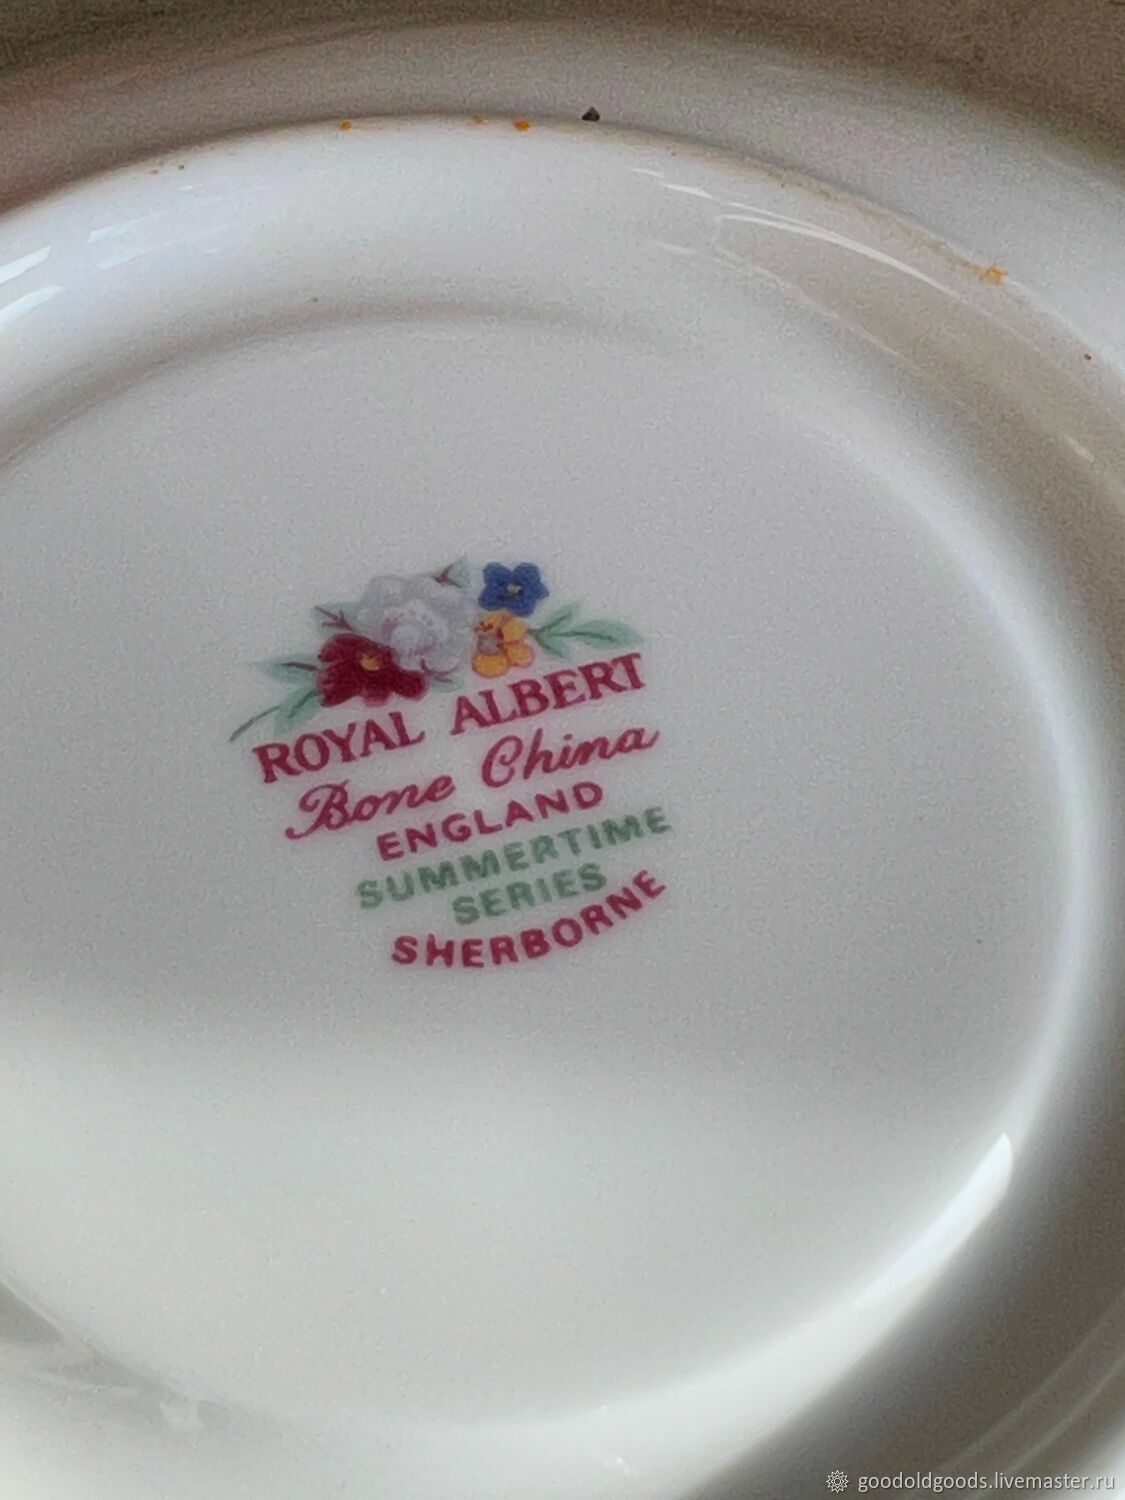 ROYAL ALBERT
Bone China
ENGLAND
SUMMERTIME
SERIES
SHERBORNE
goodoldgoods.livemaster.ru